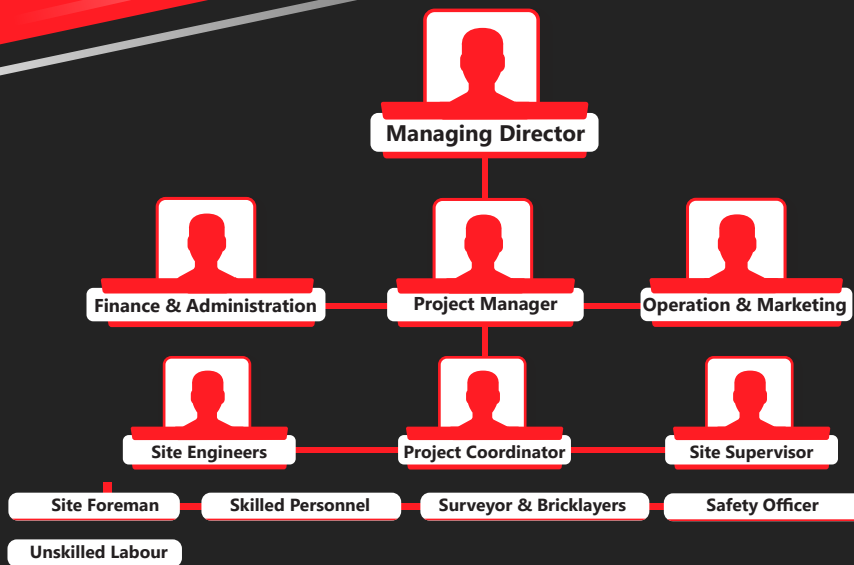 Managing Director
Finance & Administration
Project Manager
Operation & Marketing
Site Engineers
Project Coordinator
Site Supervisor
Site Foreman
Skilled Personnel
Surveyor & Bricklayers
Safety Officer
Unskilled Labour